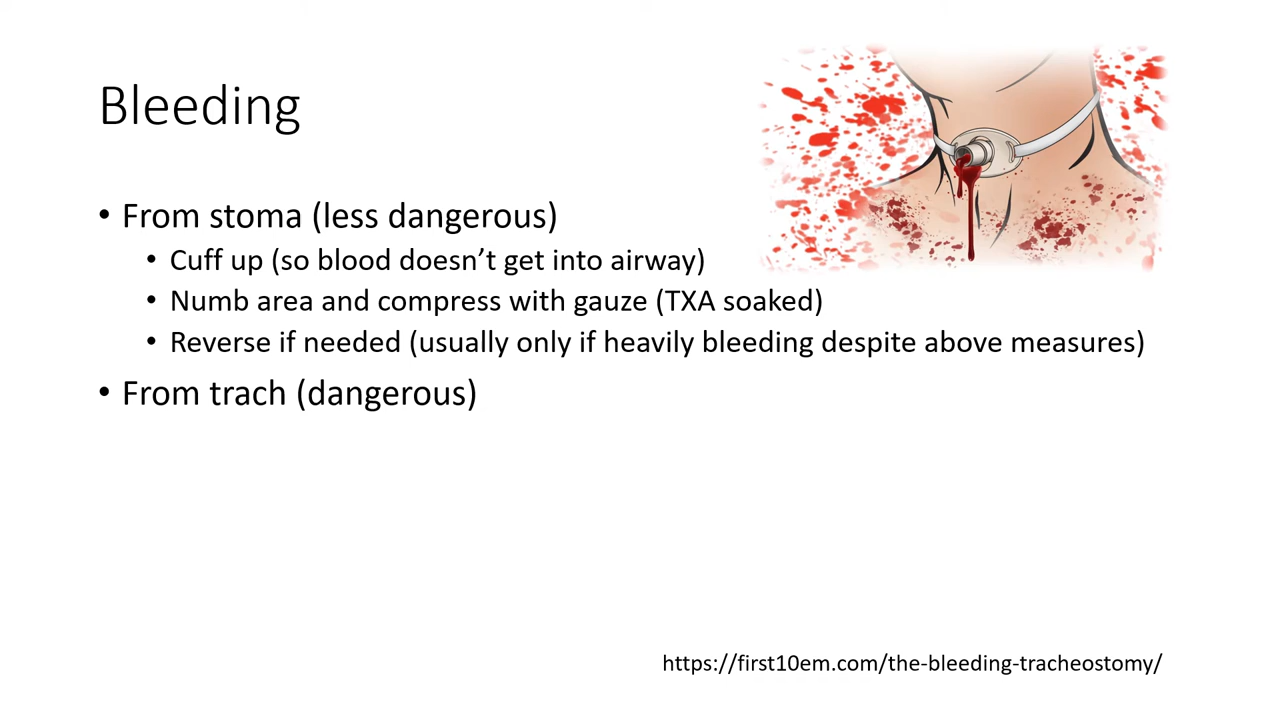 Bleeding
• From stoma (less dangerous)
• Cuff up (so blood doesn’t get into airway)
• Numb area and compress with gauze (TXA soaked)
• Reverse if needed (usually only if heavily bleeding despite above measures)
• From trach (dangerous)
https://first10em.com/the-bleeding-tracheostomy/